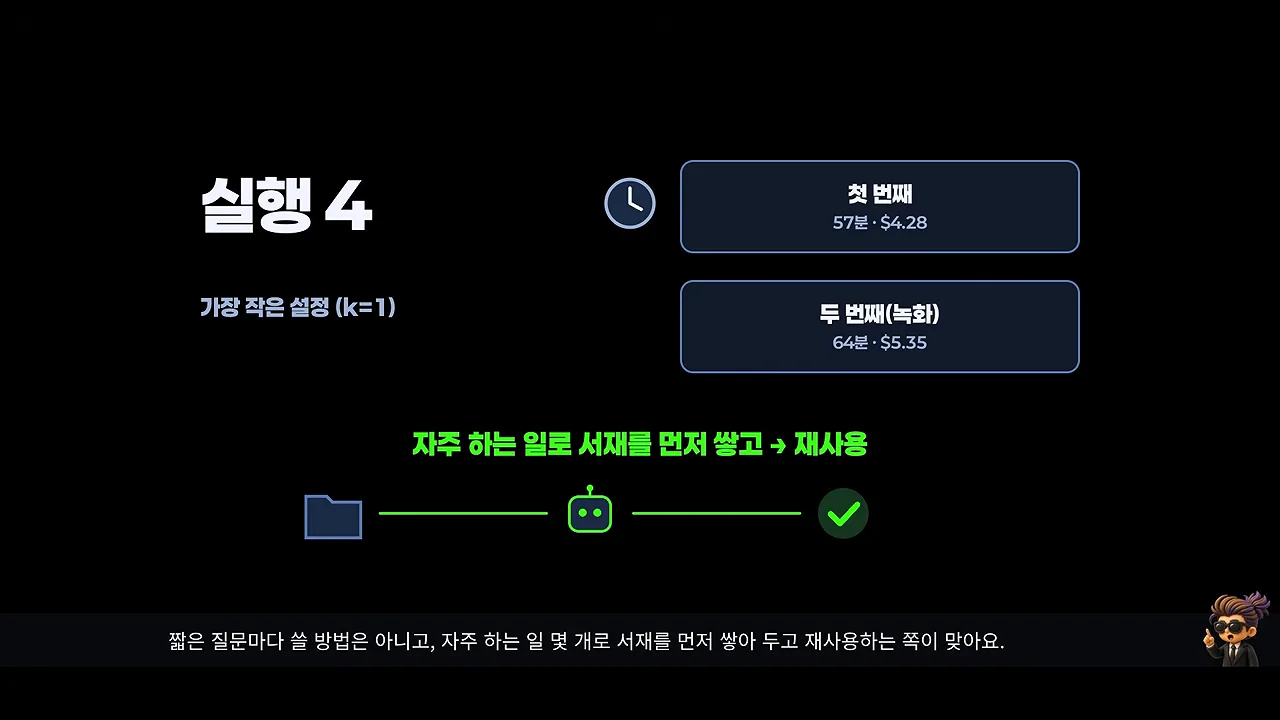 실행 4
가장 작은 설정 (k=1)
첫 번째
57분 · $4.28
두 번째(녹화)
64분 · $5.35
자주 하는 일로 서재를 먼저 쌓고 → 재사용
짧은 질문마다 쓸 방법은 아니고, 자주 하는 일 몇 개로 서재를 먼저 쌓아 두고 재사용하는 쪽이 맞아요.